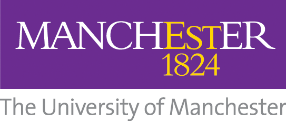 MANCHESTER
1824
The University of Manchester